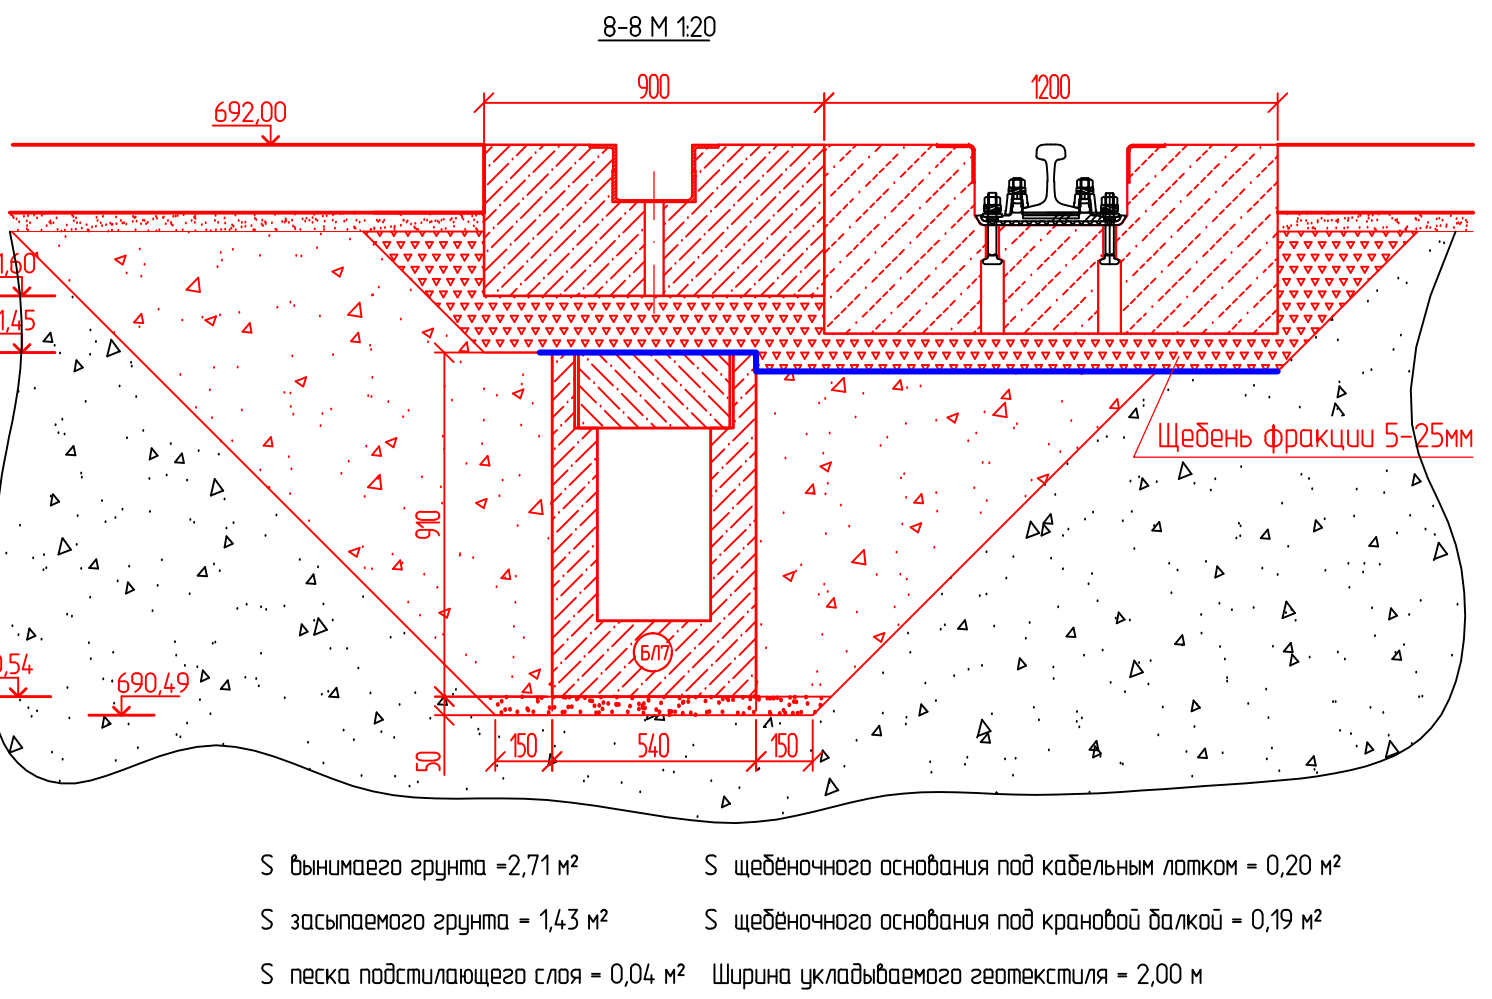 8-8 М 1:20
900
1200
692,00
1,60
1,45
Щебень фракции 5-25мм
910
БЛ7
0,54
690,49
150
540
150
50
S вынимаего грунта =2,71 м²
S щебёночного основания под кабельным лотком = 0,20 м²
S засыпаемого грунта = 1,43 м²
S щебёночного основания под крановой балкой = 0,19 м²
S песка подстилающего слоя = 0,04 м²
Ширина укладываемого геотекстиля = 2,00 м